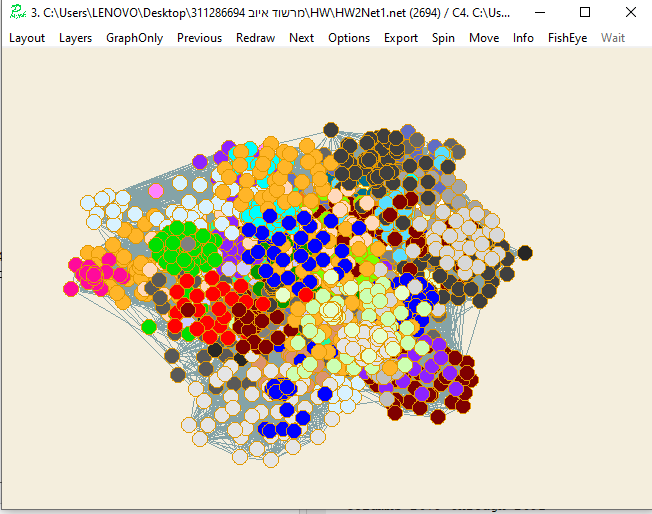 3. C:\Users\LENOVO\Desktop\311286694 מרשוד איוב\HW\HW2Net1.net (2694) / C4. C:\Us...
Layout Layers GraphOnly Previous Redraw Next Options Export Spin Move Info FishEye Wait